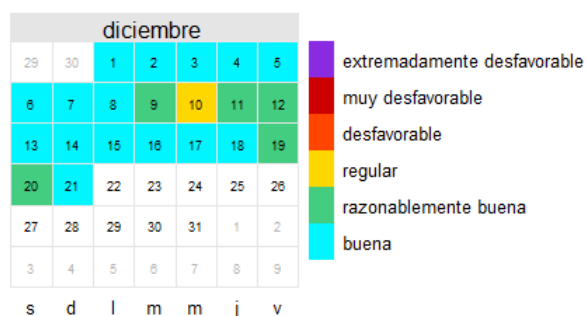 diciembre
29 30 1 2 3 4 5
6 7 8 9 10 11 12
13 14 15 16 17 18 19
20 21 22 23 24 25 26
27 28 29 30 31 1 2
3 4 5 6 7 8 9
s d l m m j v
extremadamente desfavorable
muy desfavorable
desfavorable
regular
razonablemente buena
buena